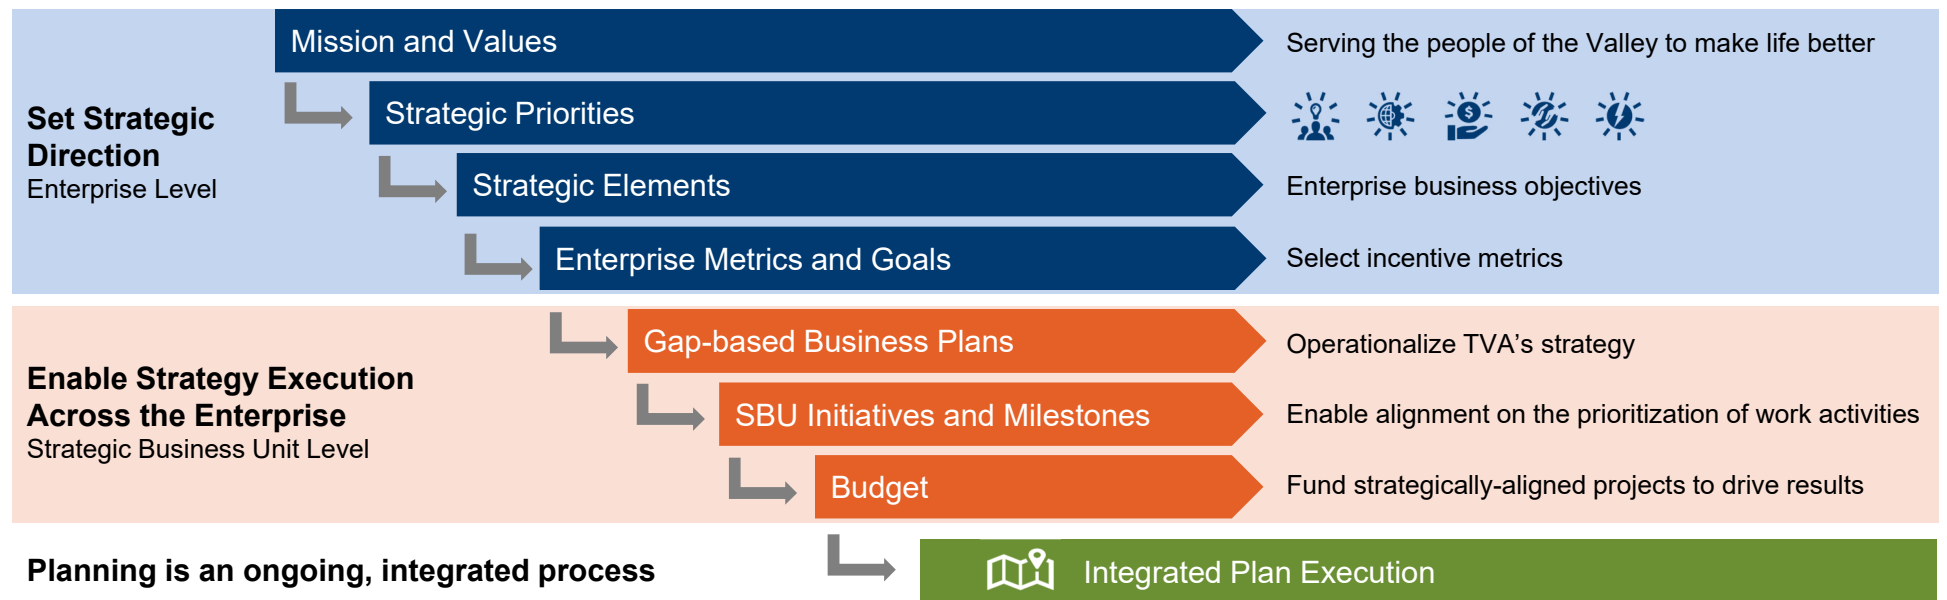 Mission and Values
Serving the people of the Valley to make life better
Set Strategic
Direction
Enterprise Level
Strategic Priorities
Strategic Elements
Enterprise business objectives
Enterprise Metrics and Goals
Select incentive metrics
Enable Strategy Execution
Across the Enterprise
Strategic Business Unit Level
Gap-based Business Plans
Operationalize TVA’s strategy
SBU Initiatives and Milestones
Enable alignment on the prioritization of work activities
Budget
Fund strategically-aligned projects to drive results
Planning is an ongoing, integrated process
Integrated Plan Execution